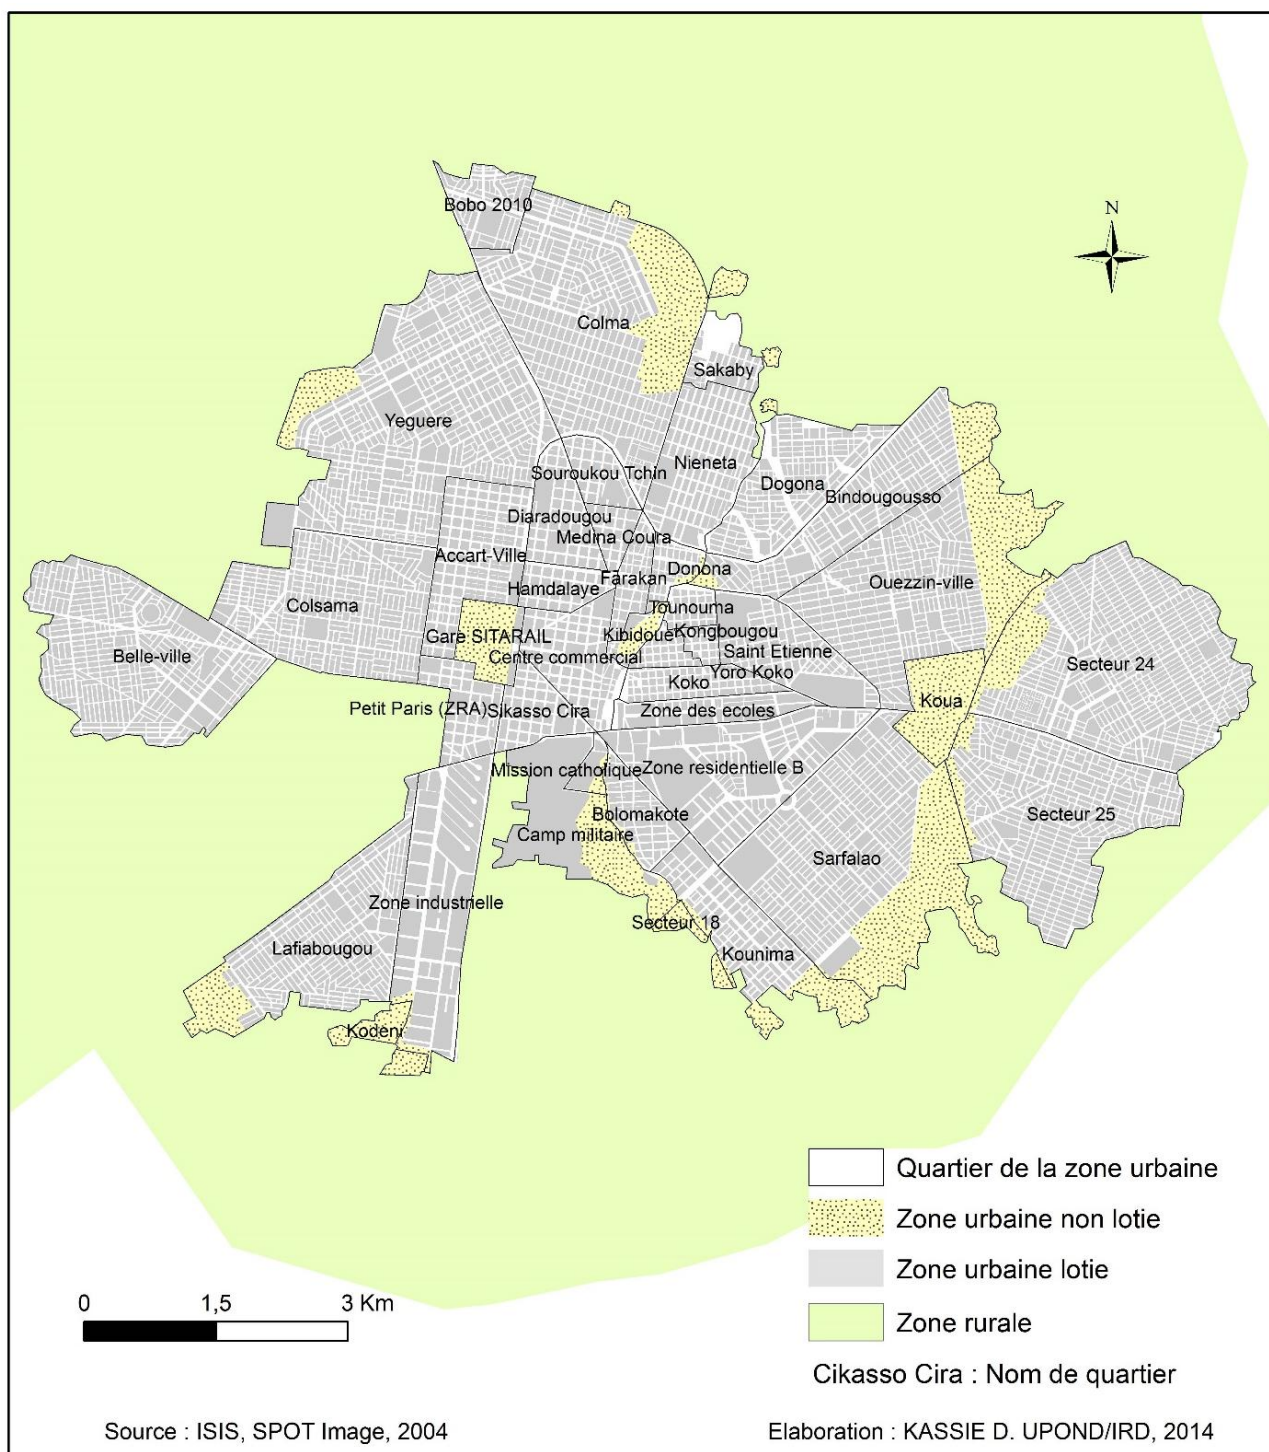 N
Bobo 2010
Colma
Sakaby
Yeguere
Nieneta
Souroukou Tchin
Dogona
Bindougousso
Diaradougou
Medina Coura
Accart-Ville
Donona
Farakan
Ouezzin-ville
Hamdalaye
Colsama
Tounouma
Kongbougou
Gare SITARAIL
Kibidoue
Saint Etienne
Belle-ville
Centre commercial
Secteur 24
Yoro Koko
Koko
Koua
Petit Paris (ZRA)
Sikasso Cira
Zone des ecoles
Mission catholique
Zone residentielle B
Bolomakote
Secteur 25
Camp militaire
Sarfalao
Zone industrielle
Secteur 18
Lafiabougou
Kounima
Kodeni
Quartier de la zone urbaine
Zone urbaine non lotie
Zone urbaine lotie
Zone rurale
Cikasso Cira : Nom de quartier
0 1,5 3 Km
Source : ISIS, SPOT Image, 2004
Elaboration : KASSIE D. UPOND/IRD, 2014